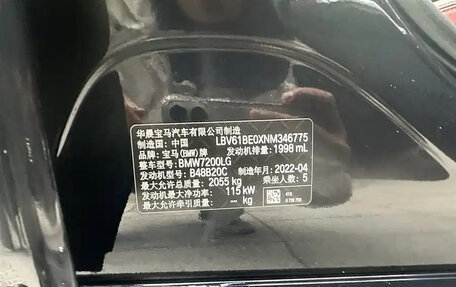 华晨宝马汽车有限公司制造
制造国：中国 LBV61BE0XNM346775
品牌：宝马(BMW)牌 发动机排量：1998 mL
整车型号：BMW7200LG
发动机型号：B48B20C 制造年月：2022-04
最大允许总质量：2055 kg 乘坐人数：5
发动机最大净功率：115 kW
最大允许牵引质量：-- kg